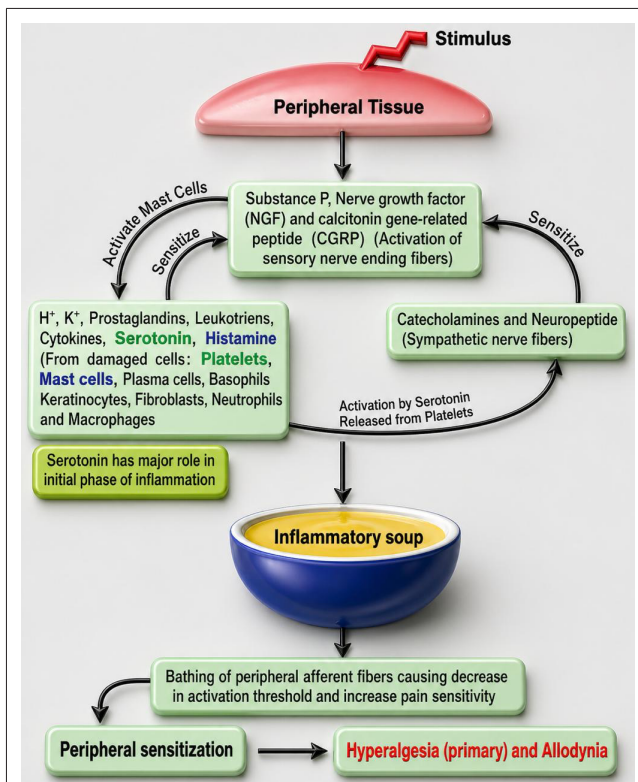 Stimulus
Peripheral Tissue
Activate Mast Cells
Sensitize
Substance P, Nerve growth factor
(NGF) and calcitonin gene-related
peptide (CGRP) (Activation of
sensory nerve ending fibers)
Sensitize
H⁺, K⁺, Prostaglandins, Leukotriens,
Cytokines, Serotonin, Histamine
(From damaged cells: Platelets,
Mast cells, Plasma cells, Basophils
Keratinocytes, Fibroblasts, Neutrophils
and Macrophages
Catecholamines and Neuropeptide
(Sympathetic nerve fibers)
Activation by Serotonin
Released from Platelets
Serotonin has major role in
initial phase of inflammation
Inflammatory soup
Bathing of peripheral afferent fibers causing decrease
in activation threshold and increase pain sensitivity
Peripheral sensitization
Hyperalgesia (primary) and Allodynia